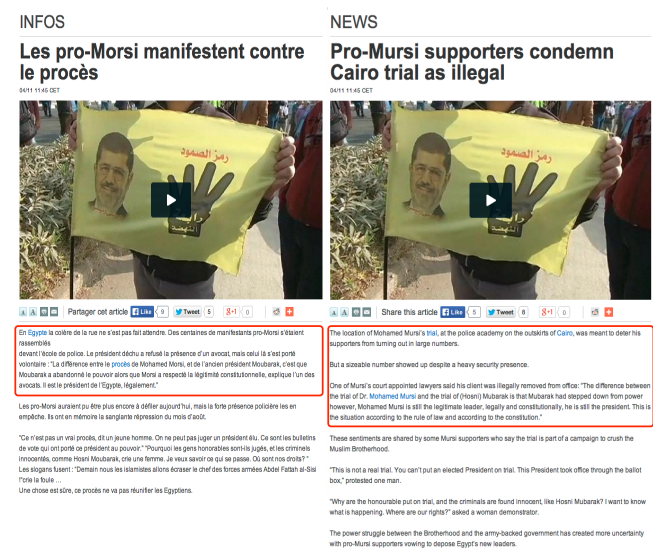 INFOS
Les pro-Morsi manifestent contre
le procès
04/11 11:45 CET
رمز الصمود
A A Partager cet article Like 9 Tweet 5 +1 0
En Egypte la colère de la rue ne s'est pas fait attendre. Des centaines de manifestants pro-Morsi s'étaient
rassemblés
devant l'école de police. Le président déchu a refusé la présence d'un avocat, mais celui là s'est porté
volontaire : "La différence entre le procès de Mohamed Morsi, et de l'ancien président Moubarak, c'est que
Moubarak a abandonné le pouvoir alors que Morsi a respecté la légitimité constitutionnelle, explique l'un des
avocats. Il est le président de l'Egypte, légalement."
Les pro-Morsi auraient pu être plus encore à défiler aujourd'hui, mais la forte présence policière les en
empêche. Ils ont en mémoire la sanglante répression du mois d'août.
"Ce n'est pas un vrai procès, dit un jeune homme. On ne peut pas juger un président élu. Ce sont les bulletins
de vote qui ont porté ce président au pouvoir." "Pourquoi les gens honorables sont-ils jugés, et les criminels
innocentés, comme Hosni Moubarak, crie une femme. Je veux savoir ce qui se passe. Où sont nos droits? "
Les slogans fusent : "Demain nous les islamistes allons écraser le chef des forces armées Abdel Fattah al-Sisi
!"crie la foule ...
Une chose est sûre, ce procès ne va pas réunifier les Egyptiens.
NEWS
Pro-Mursi supporters condemn
Cairo trial as illegal
04/11 11:45 CET
رمز الصمود
A A Share this article Like 5 Tweet 8 +1 0
The location of Mohamed Mursi's trial, at the police academy on the outskirts of Cairo, was meant to deter his
supporters from turning out in large numbers.
But a sizeable number showed up despite a heavy security presence.
One of Mursi's court appointed lawyers said his client was illegally removed from office: "The difference between
the trial of Dr. Mohamed Mursi and the trial of (Hosni) Mubarak is that Mubarak had stepped down from power
however, Mohamed Mursi is still the legitimate leader, legally and constitutionally, he is still the president. This is
the situation according to the rule of law and according to the constitution."
These sentiments are shared by some Mursi supporters who say the trial is part of a campaign to crush the
Muslim Brotherhood.
"This is not a real trial. You can't put an elected President on trial. This President took office through the ballot
box," protested one man.
"Why are the honourable put on trial, and the criminals are found innocent, like Hosni Mubarak? I want to know
what is happening. Where are our rights?" asked a woman demonstrator.
The power struggle between the Brotherhood and the army-backed government has created more uncertainty
with pro-Mursi supporters vowing to depose Egypt's new leaders.